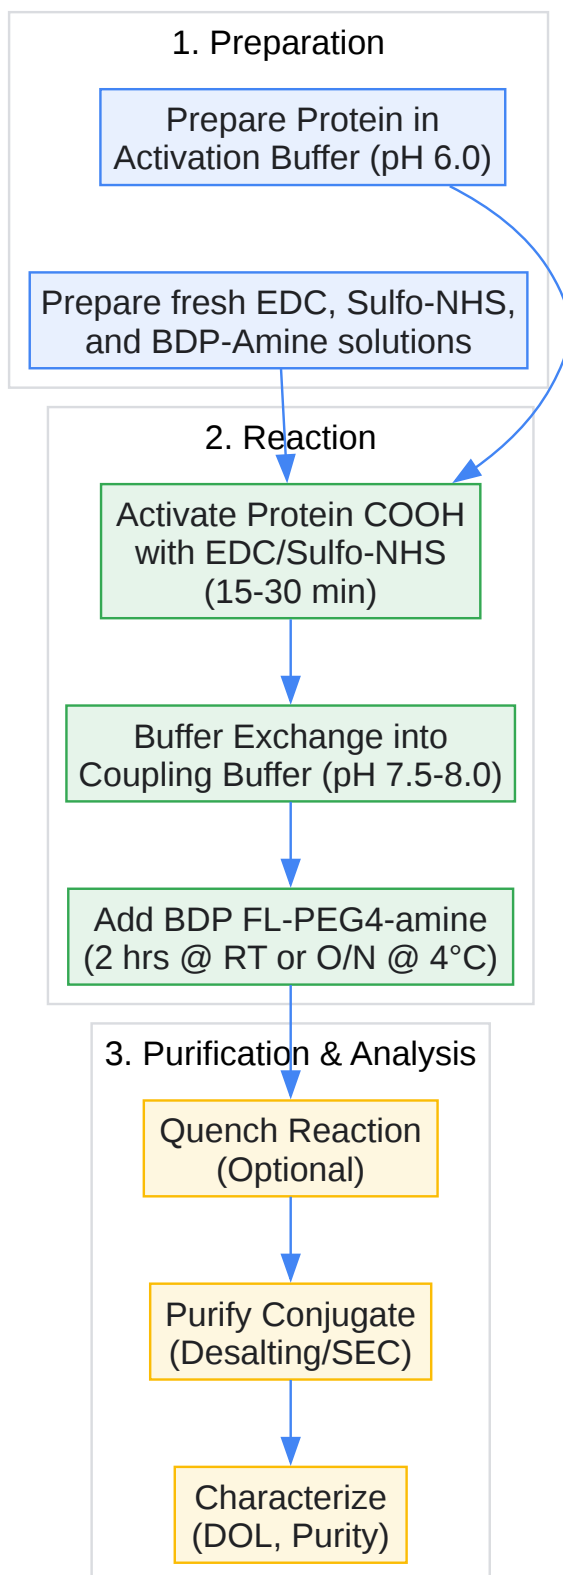 1. Preparation
Prepare Protein in
Activation Buffer (pH 6.0)
Prepare fresh EDC, Sulfo-NHS,
and BDP-Amine solutions
2. Reaction
Activate Protein COOH
with EDC/Sulfo-NHS
(15-30 min)
Buffer Exchange into
Coupling Buffer (pH 7.5-8.0)
Add BDP FL-PEG4-amine
(2 hrs @ RT or O/N @ 4°C)
3. Purification & Analysis
Quench Reaction
(Optional)
Purify Conjugate
(Desalting/SEC)
Characterize
(DOL, Purity)